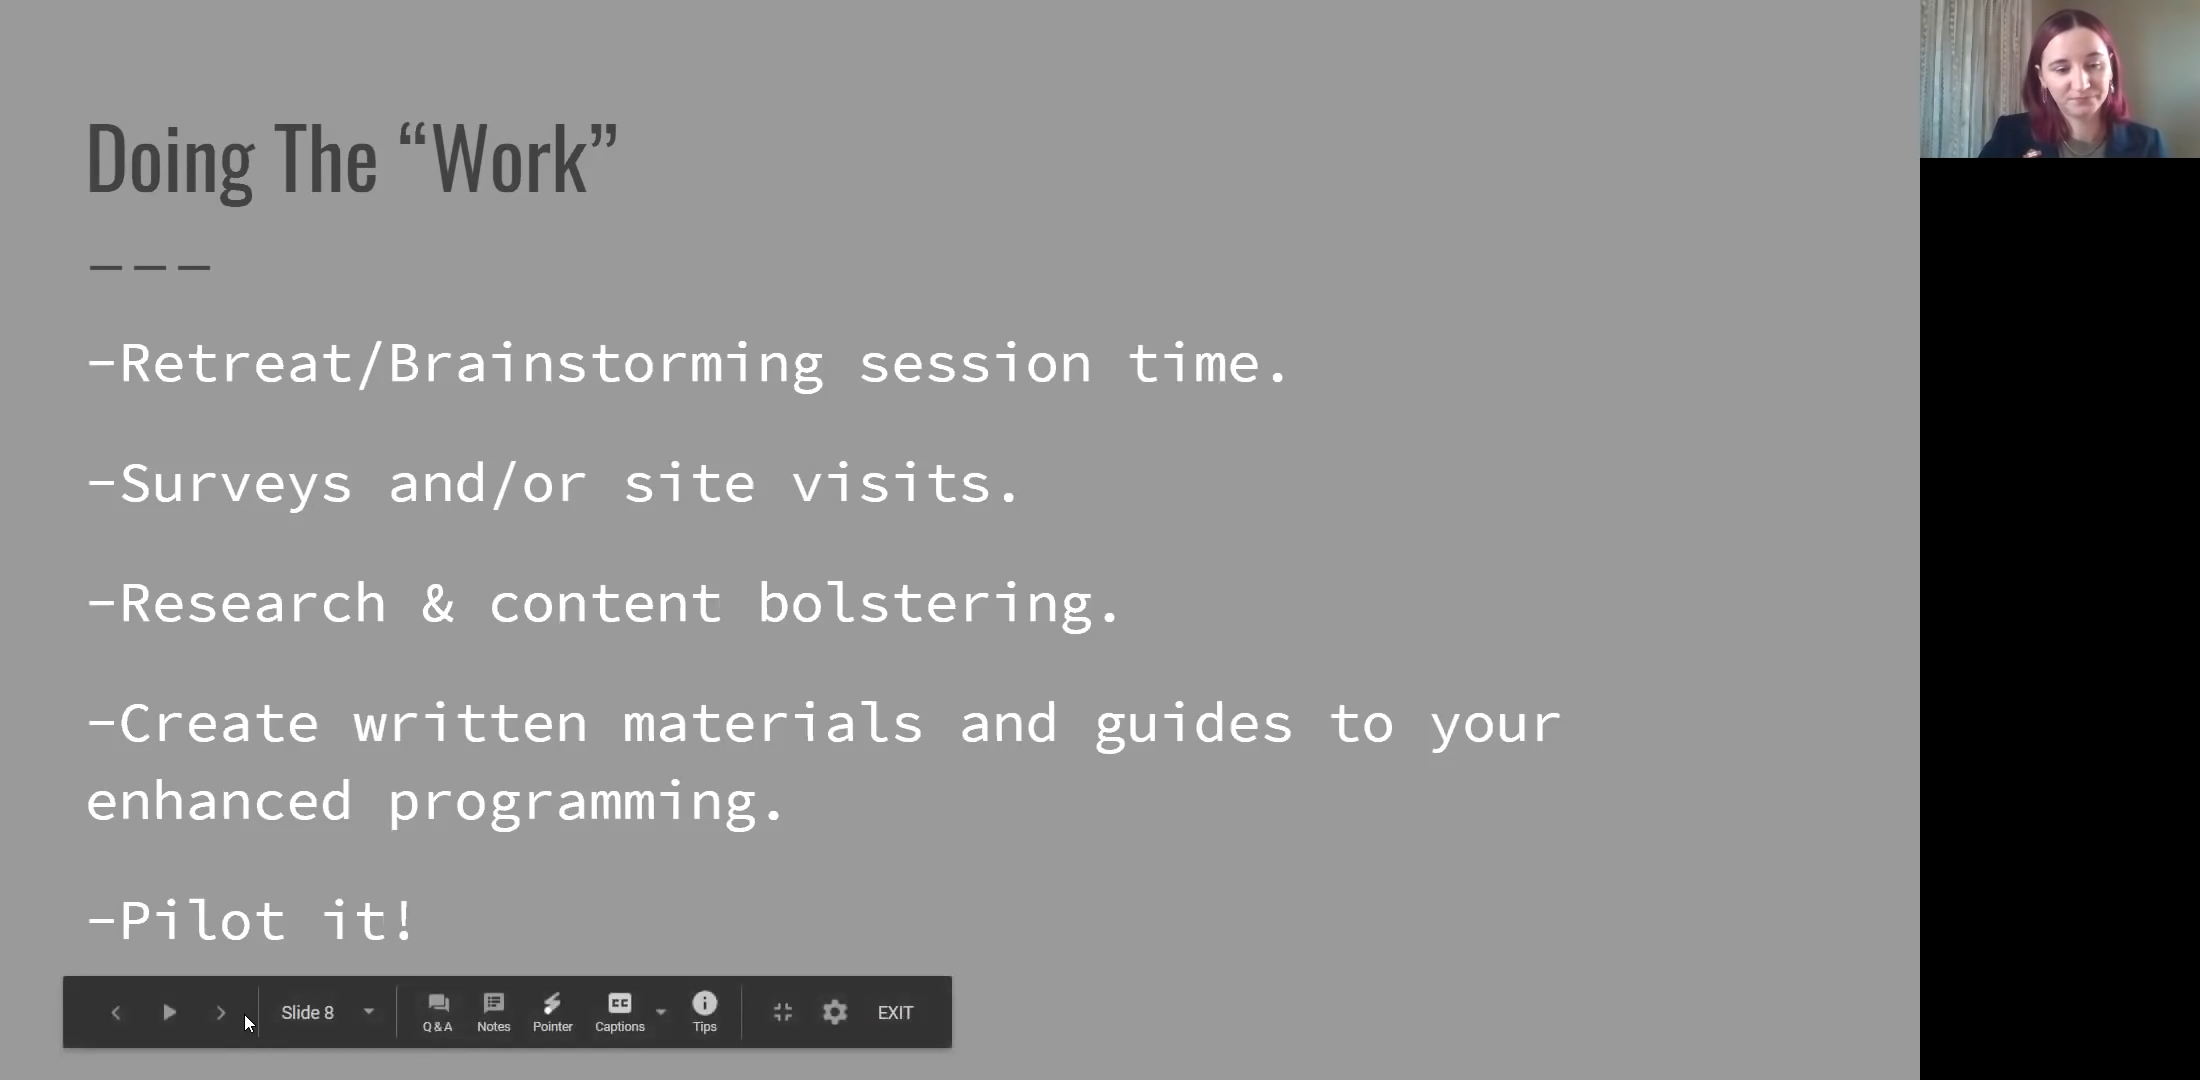 Doing The “Work”
–Retreat/Brainstorming session time.
–Surveys and/or site visits.
–Research & content bolstering.
–Create written materials and guides to your
enhanced programming.
–Pilot it!
Slide 8
Q & A
Notes
Pointer
CC
Captions
Tips
EXIT